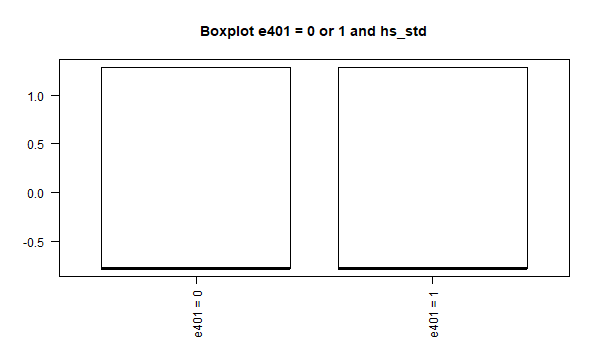 Boxplot e401 = 0 or 1 and hs_std
1.0
0.5
0.0
-0.5
e401 = 0
e401 = 1